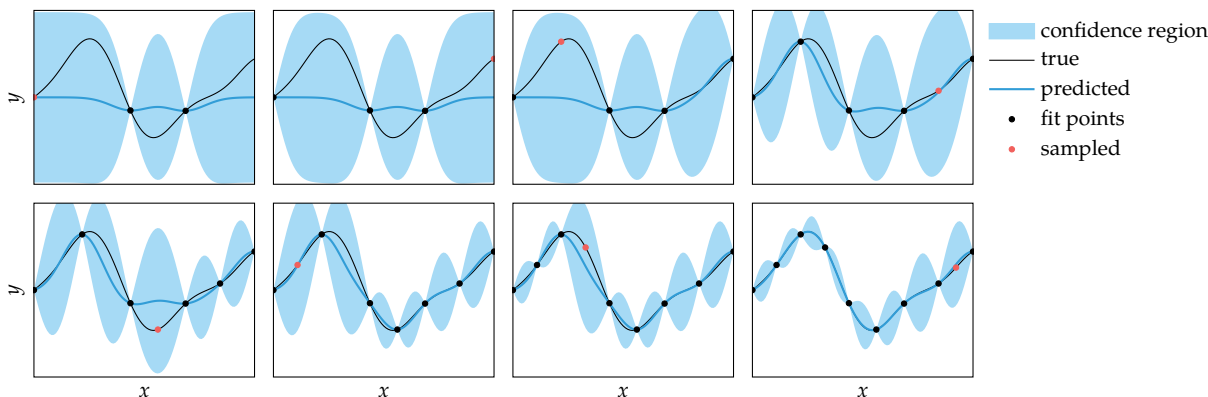 confidence region
true
predicted
fit points
sampled
y
y
x
x
x
x